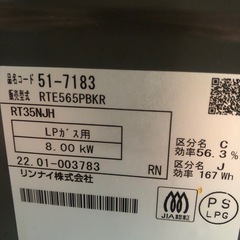 品名コード 51-7183
販売型式 RTE565PBKR
RT35NJH
LPガス用
8.00 kW
22.01-003783
RN
リンナイ株式会社
区分名 C
効率56.3%
区分名 J
効率 167 Wh
JIA認証
PS
LPG